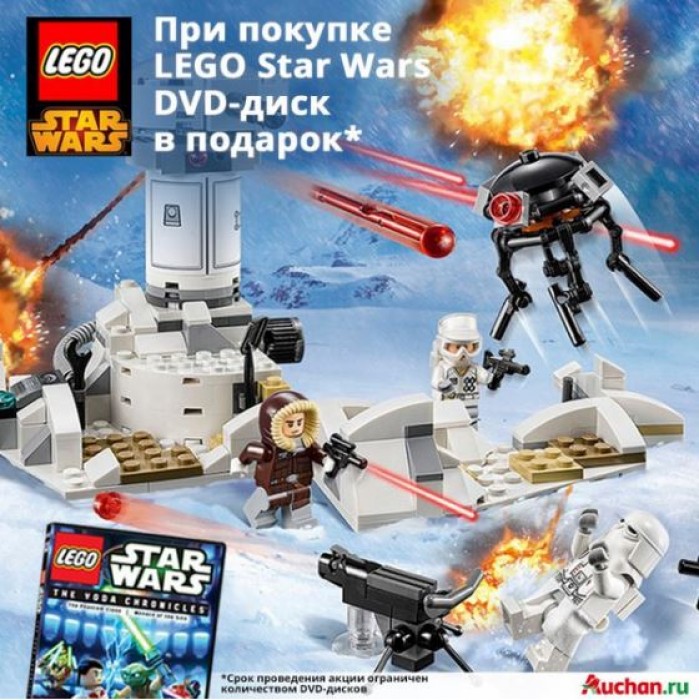 LEGO
STAR
WARS
При покупке
LEGO Star Wars
DVD-диск
в подарок*
LEGO
STAR
WARS
THE YODA CHRONICLES
*Срок проведения акции ограничен
количеством DVD-дисков
Auchan.ru